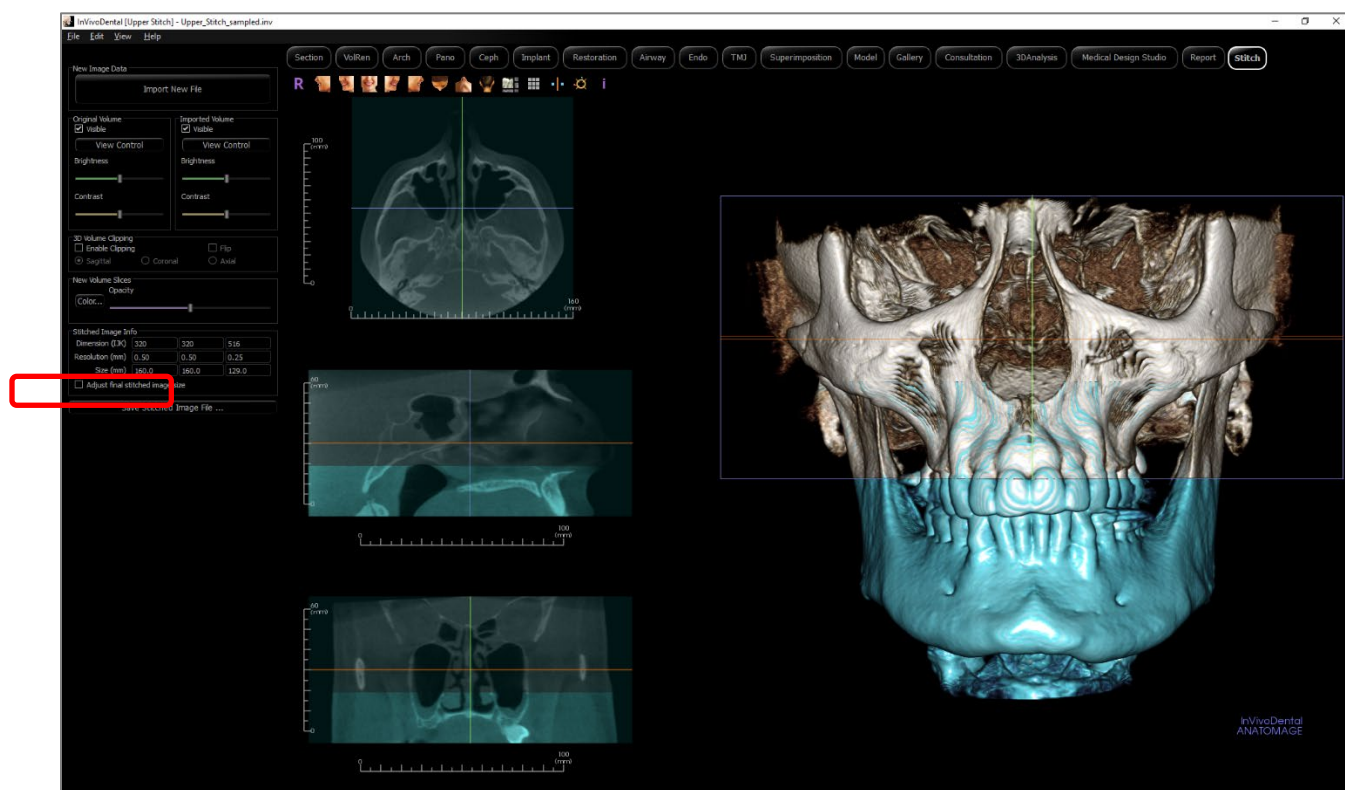 InVivoDental [Upper Stitch] - Upper_Stitch_sampled.inv
File Edit View Help
Section VolRen Arch Pano Ceph Implant Restoration Airway Endo TMJ Superimposition Model Gallery Consultation 3DAnalysis Medical Design Studio Report Stitch
R i
New Image Data
Import New File
Original Volume Imported Volume
Visible Visible
View Control View Control
Brightness Brightness
Contrast Contrast
3D Volume Clipping
Enable Clipping Flip
Sagittal Coronal Axial
New Volume Slices
Opacity
Color...
Stitched Image Info
Dimension (IJK) 320 320 516
Resolution (mm) 0.50 0.50 0.25
Size (mm) 160.0 160.0 129.0
Adjust final stitched image size
Save Stitched Image File ...
100
(mm)
0
0 160
(mm)
60
(mm)
0
0 100
(mm)
60
(mm)
0
0 100
(mm)
InVivoDental
ANATOMAGE